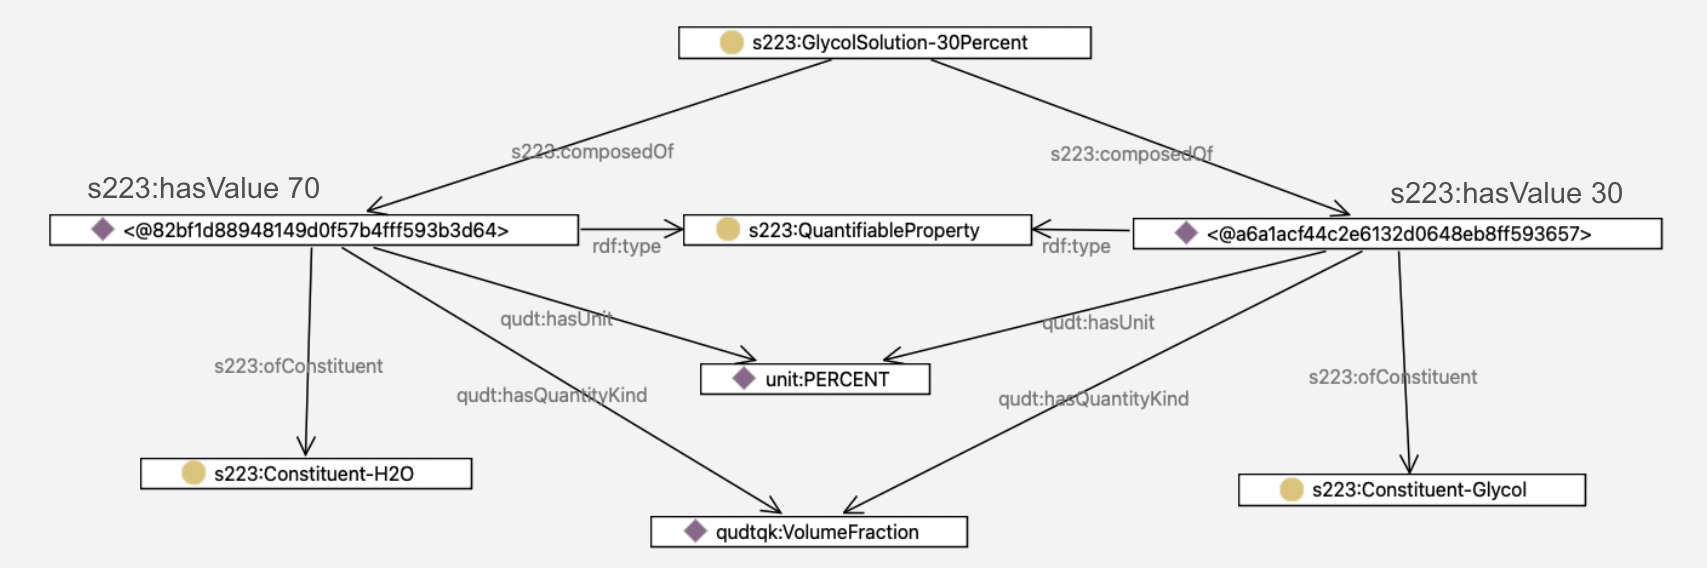 s223:GlycolSolution-30Percent
s223:composedOf
s223:composedOf
s223:hasValue 70
s223:hasValue 30
<@82bf1d88948149d0f57b4fff593b3d64>
rdf:type
s223:QuantifiableProperty
rdf:type
<@a6a1acf44c2e6132d0648eb8ff593657>
qudt:hasUnit
qudt:hasUnit
s223:ofConstituent
unit:PERCENT
s223:ofConstituent
qudt:hasQuantityKind
qudt:hasQuantityKind
s223:Constituent-H2O
s223:Constituent-Glycol
qudtqk:VolumeFraction